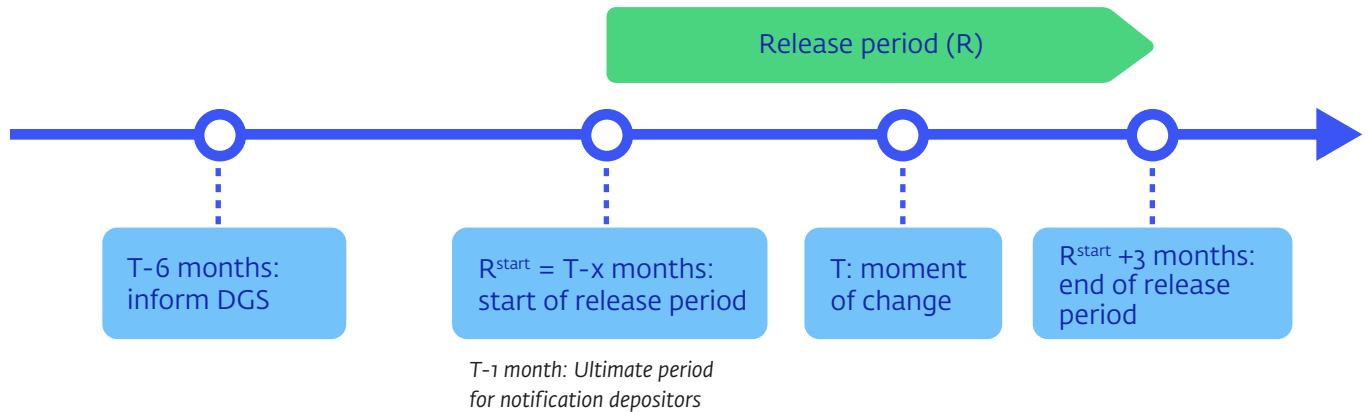 Release period (R)
T-6 months:
inform DGS
Rstart = T-x months:
start of release period
T: moment
of change
Rstart +3 months:
end of release
period
T-1 month: Ultimate period
for notification depositors